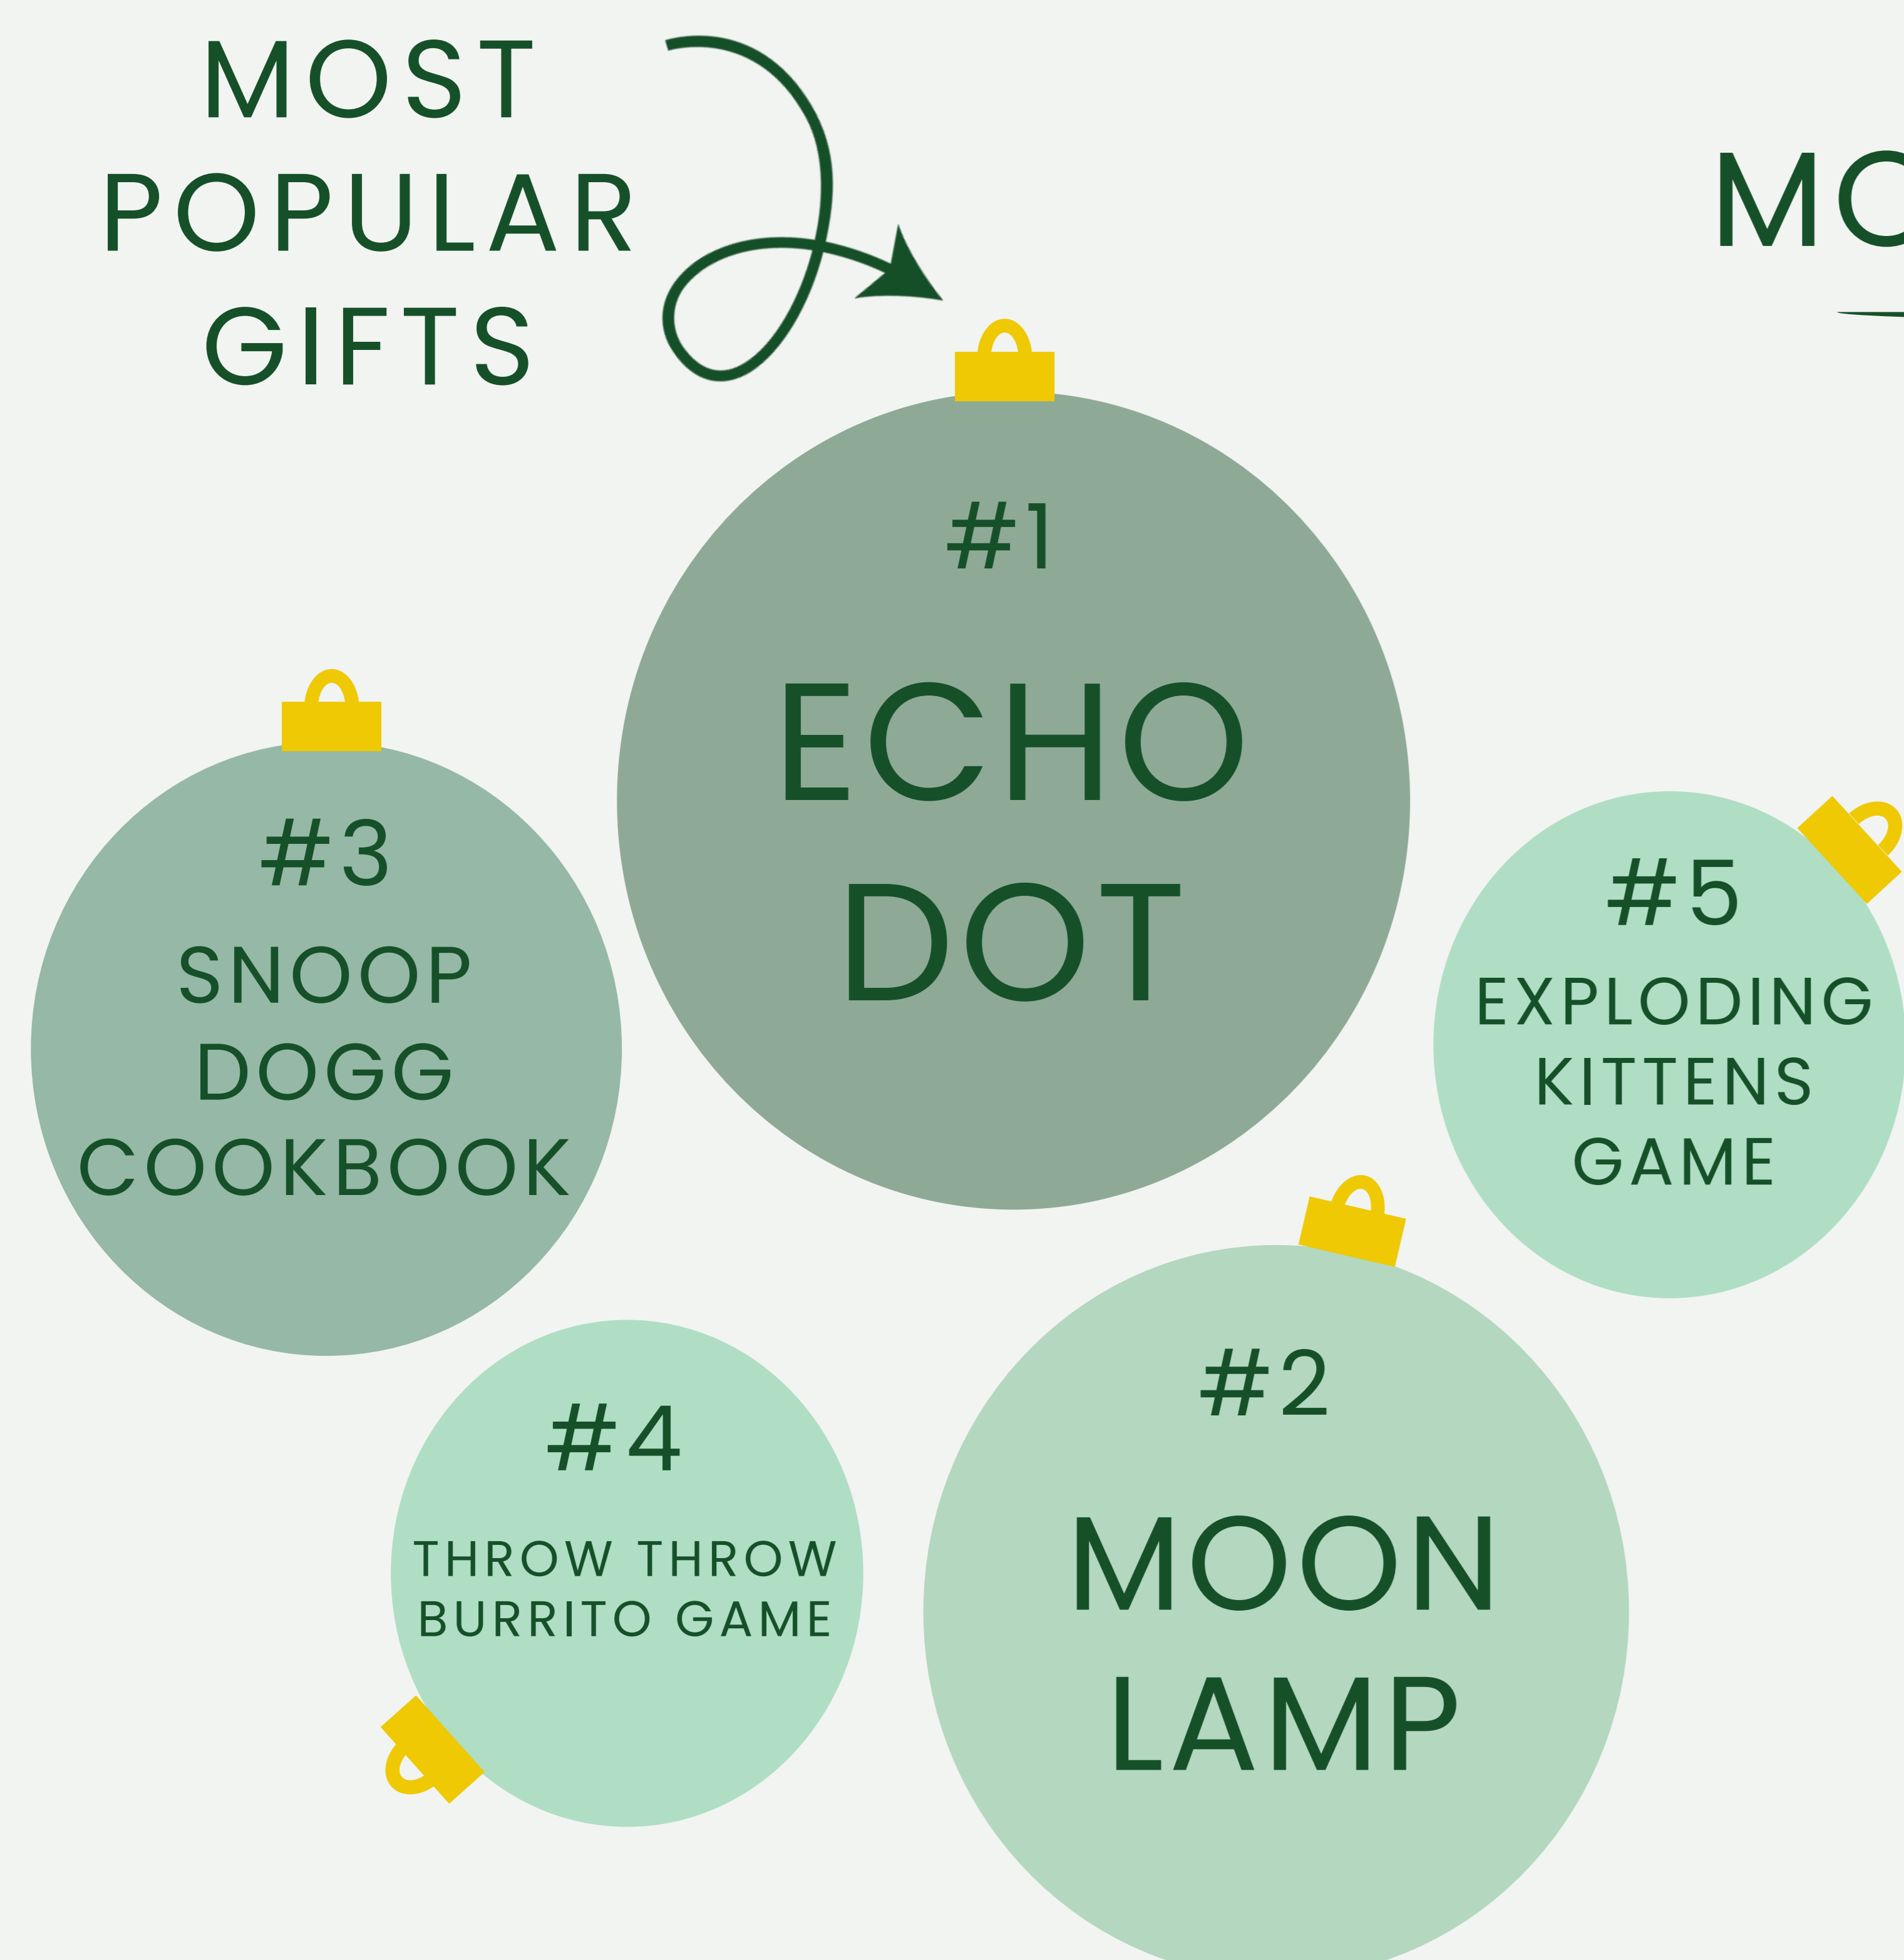 MOST
POPULAR
GIFTS
#1
ECHO
DOT
#3
SNOOP
DOGG
COOKBOOK
#5
EXPLODING
KITTENS
GAME
#4
THROW THROW
BURRITO GAME
#2
MOON
LAMP